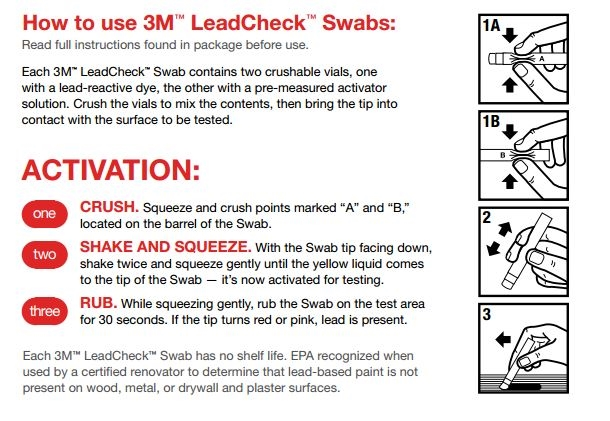 How to use 3M™ LeadCheck™ Swabs:
Read full instructions found in package before use.
Each 3M™ LeadCheck™ Swab contains two crushable vials, one
with a lead-reactive dye, the other with a pre-measured activator
solution. Crush the vials to mix the contents, then bring the tip into
contact with the surface to be tested.
ACTIVATION:
one
CRUSH. Squeeze and crush points marked “A” and “B,”
located on the barrel of the Swab.
two
SHAKE AND SQUEEZE. With the Swab tip facing down,
shake twice and squeeze gently until the yellow liquid comes
to the tip of the Swab — it’s now activated for testing.
three
RUB. While squeezing gently, rub the Swab on the test area
for 30 seconds. If the tip turns red or pink, lead is present.
Each 3M™ LeadCheck™ Swab has no shelf life. EPA recognized when
used by a certified renovator to determine that lead-based paint is not
present on wood, metal, or drywall and plaster surfaces.
1A
A
1B
B
2
3